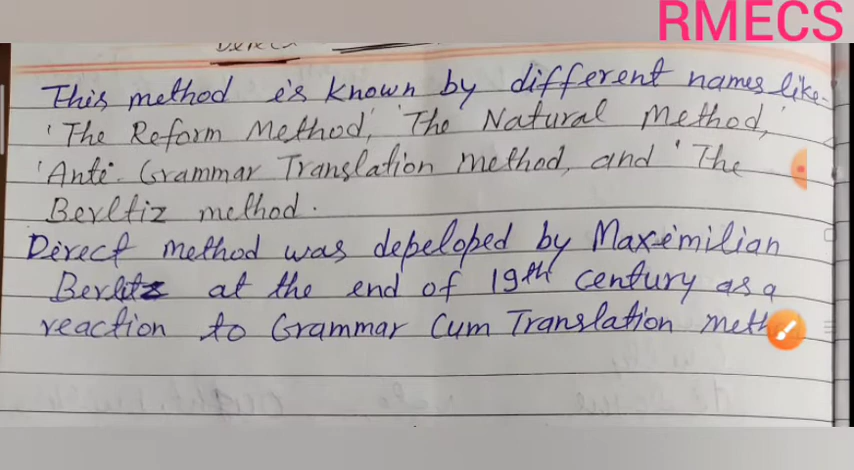 RMECS
This method is known by different names like-
'The Reform Method,' 'The Natural Method,'
'Anti-Grammar Translation Method, and 'The
Berltiz method.
Direct method was depeloped by Maximilian
at the end of 19th century as a
reaction to Grammar Cum Translation meth